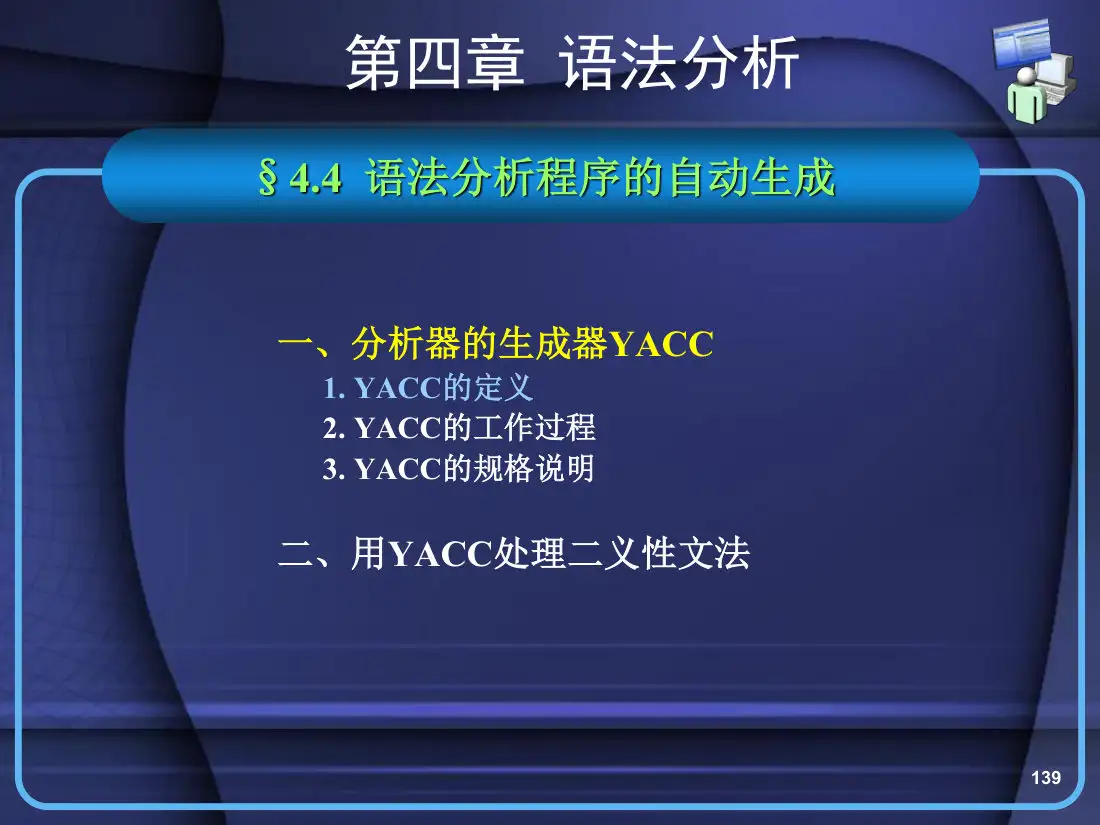 第四章 语法分析
§4.4 语法分析程序的自动生成
一、分析器的生成器YACC
1. YACC的定义
2. YACC的工作过程
3. YACC的规格说明
二、用YACC处理二义性文法
139